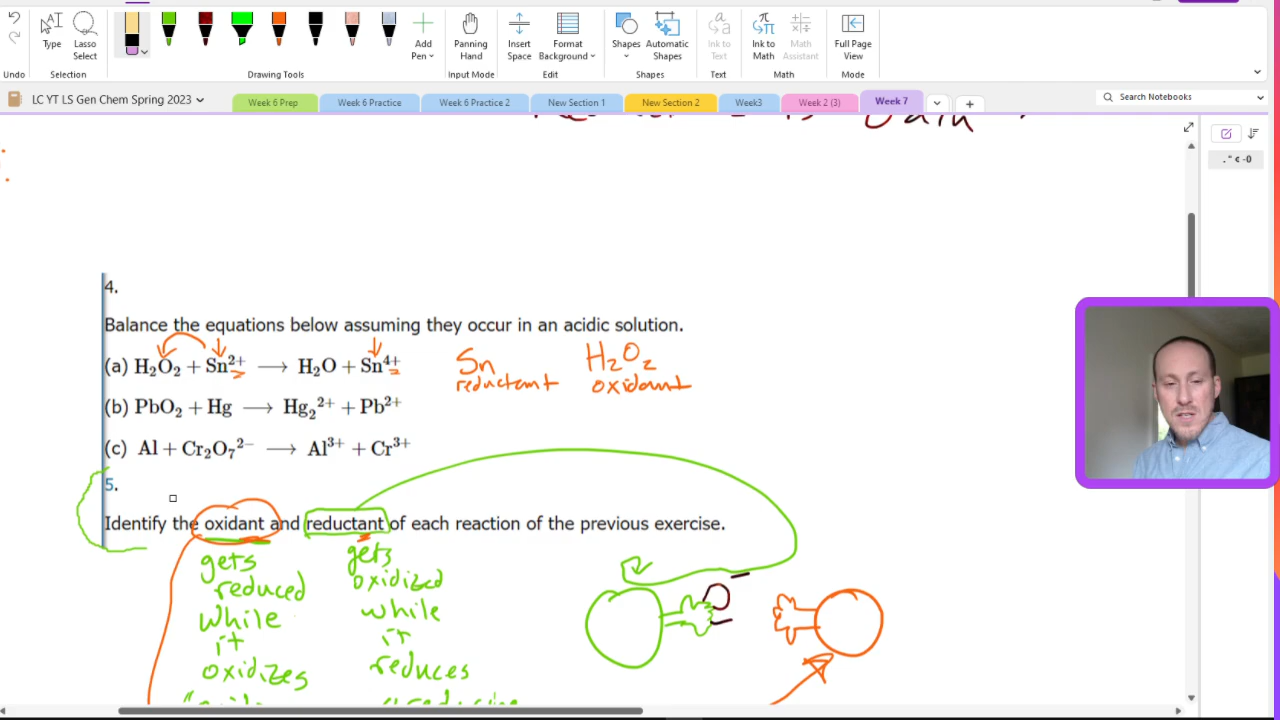 Undo
Type
Lasso Select
Selection
Drawing Tools
Add Pen
Panning Hand
Input Mode
Insert Space
Format Background
Edit
Shapes
Automatic Shapes
Shapes
Ink to Text
Text
Ink to Math
Math Assistant
Math
Full Page View
Mode
LC YT LS Gen Chem Spring 2023
Week 6 Prep
Week 6 Practice
Week 6 Practice 2
New Section 1
New Section 2
Week3
Week 2 (3)
Week 7
Search Notebooks
is Gain
4.
Balance the equations below assuming they occur in an acidic solution.
(a) H₂O₂ + Sn²⁺ ⟶ H₂O + Sn⁴⁺
Sn reductant
H₂O₂ oxidant
(b) PbO₂ + Hg ⟶ Hg₂²⁺ + Pb²⁺
(c) Al + Cr₂O₇²⁻ ⟶ Al³⁺ + Cr³⁺
5.
Identify the oxidant and reductant of each reaction of the previous exercise.
gets
reduced
while
it
oxidizes
gets
oxidized
while
it
reduces